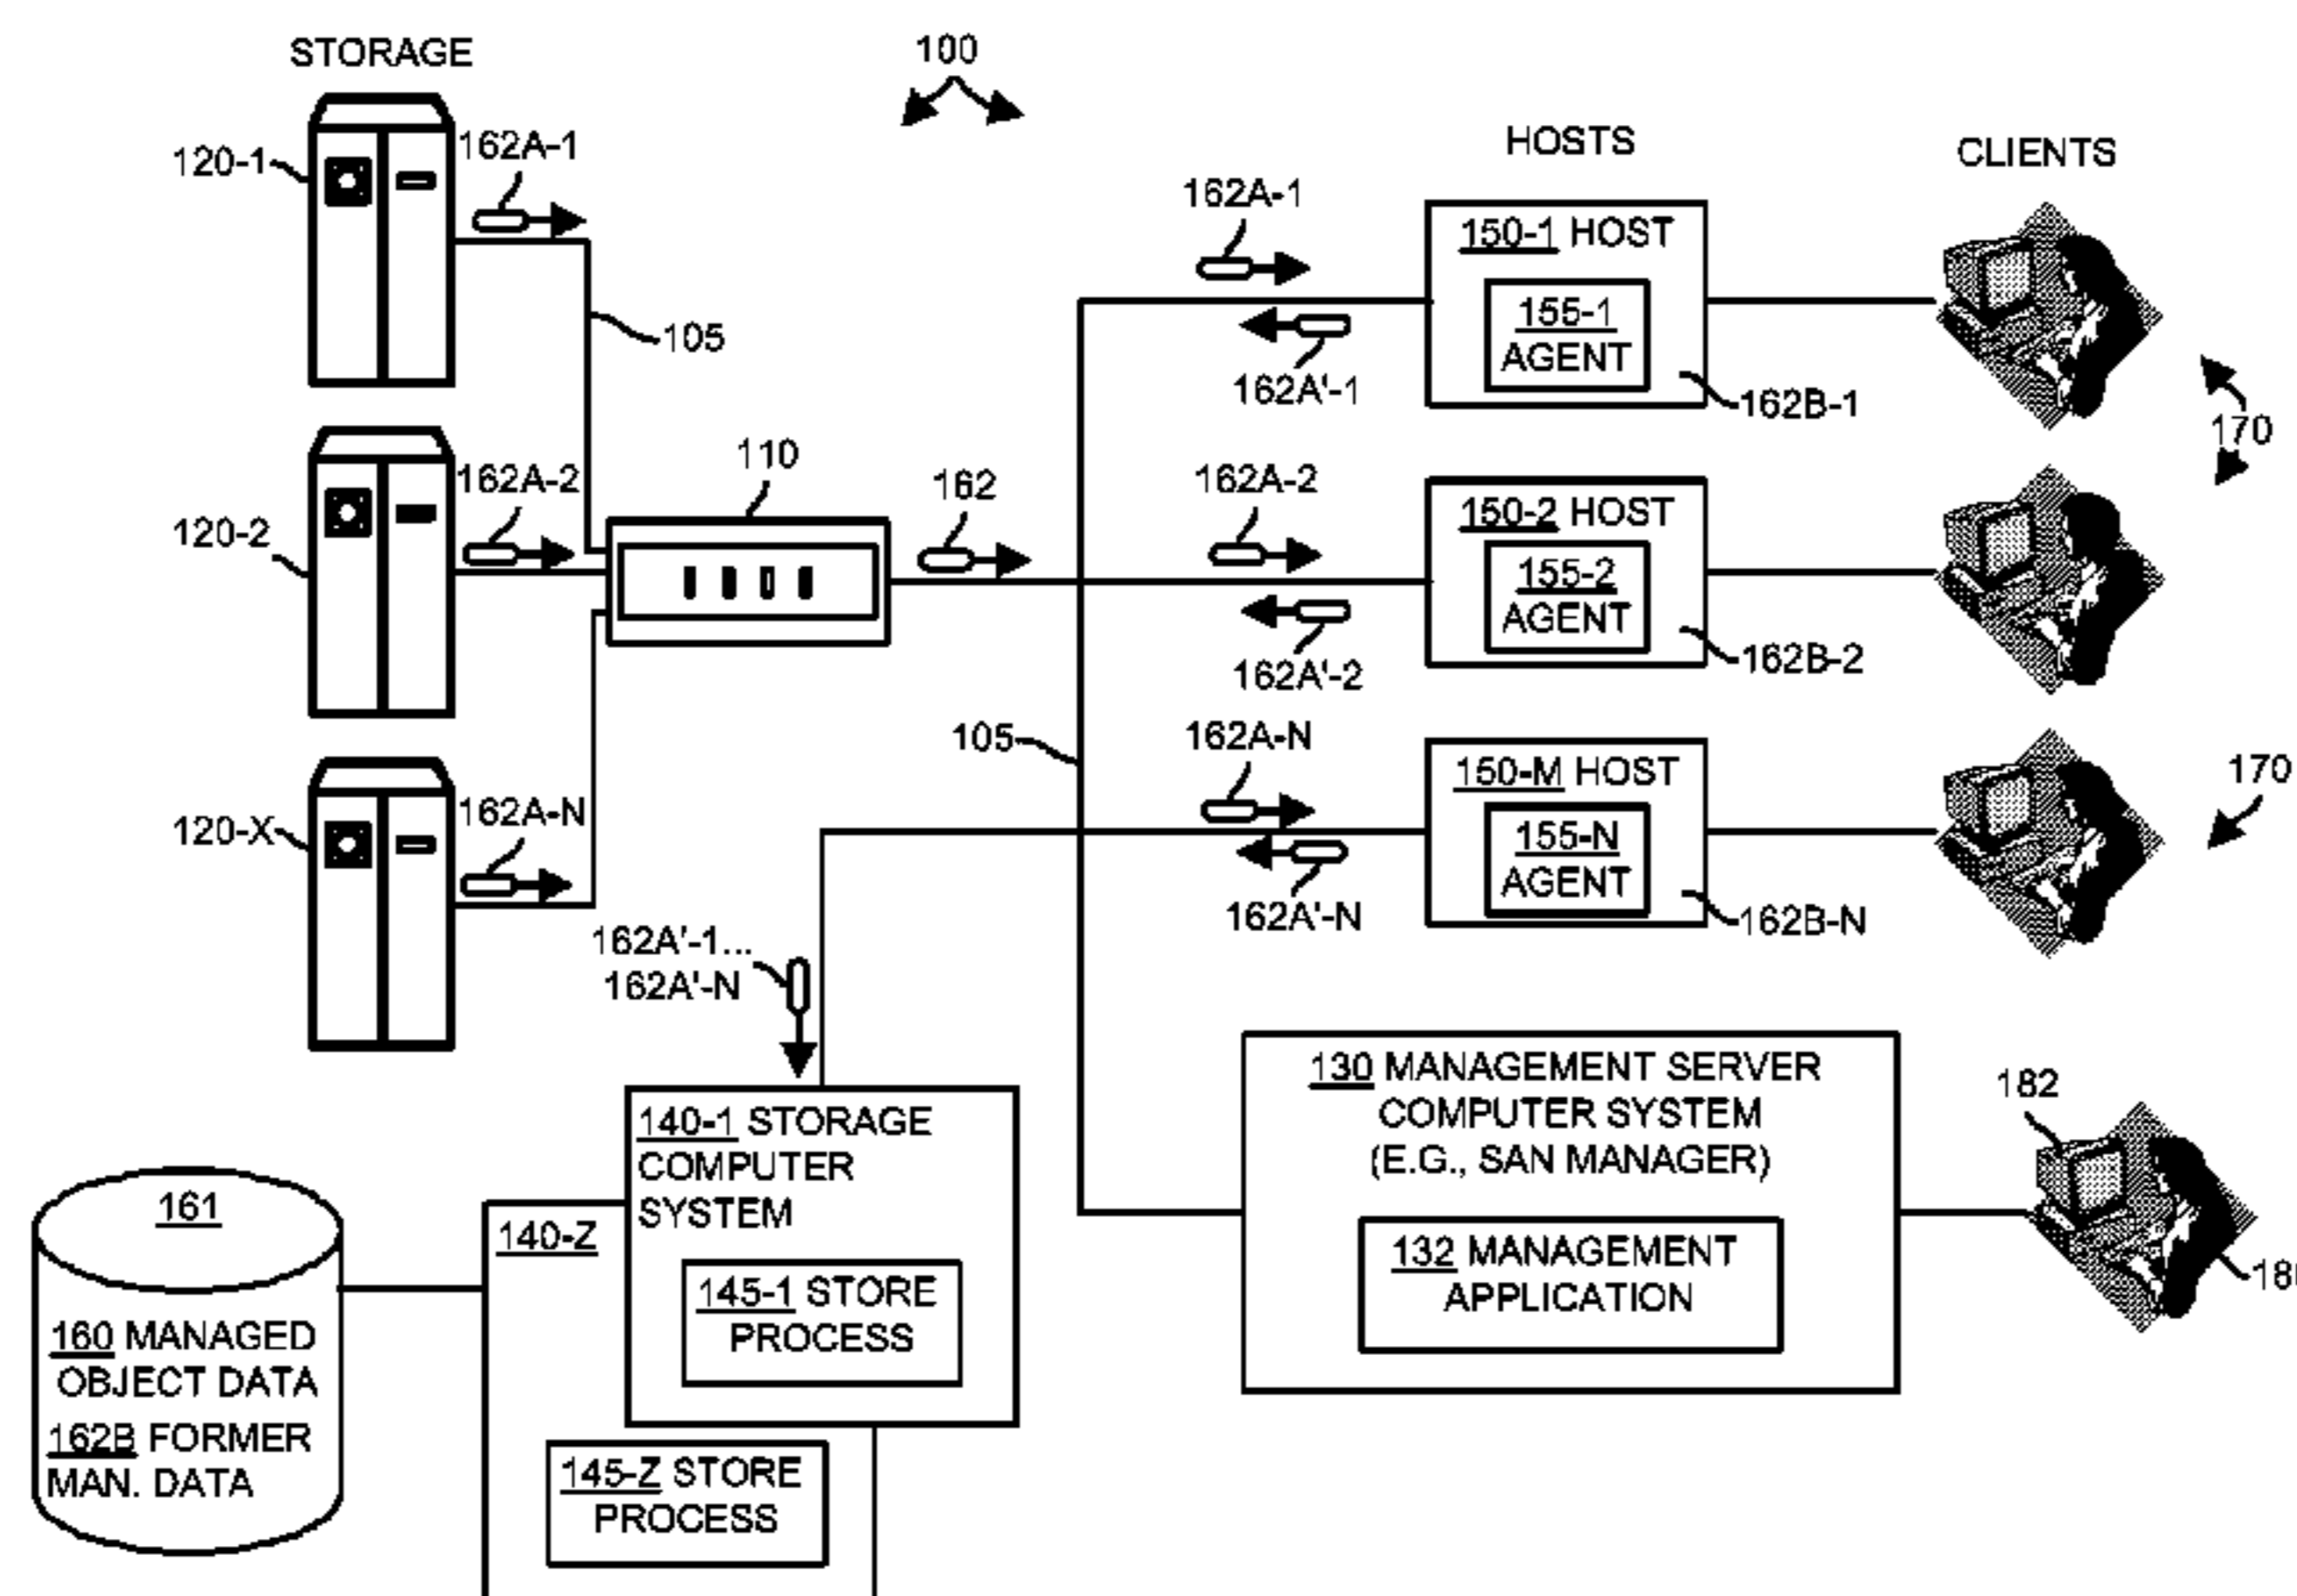 STORAGE
100
HOSTS
CLIENTS
120-1
162A-1
105
162A-1
162A'-1
150-1 HOST
155-1
AGENT
162B-1
170
120-2
162A-2
110
162
162A-2
162A'-2
150-2 HOST
155-2
AGENT
162B-2
105
120-X
162A-N
162A-N
162A'-N
150-M HOST
155-N
AGENT
162B-N
170
162A'-1...
162A'-N
140-1 STORAGE
COMPUTER
SYSTEM
145-1 STORE
PROCESS
140-Z
145-Z STORE
PROCESS
161
160 MANAGED
OBJECT DATA
162B FORMER
MAN. DATA
130 MANAGEMENT SERVER
COMPUTER SYSTEM
(E.G., SAN MANAGER)
132 MANAGEMENT
APPLICATION
182